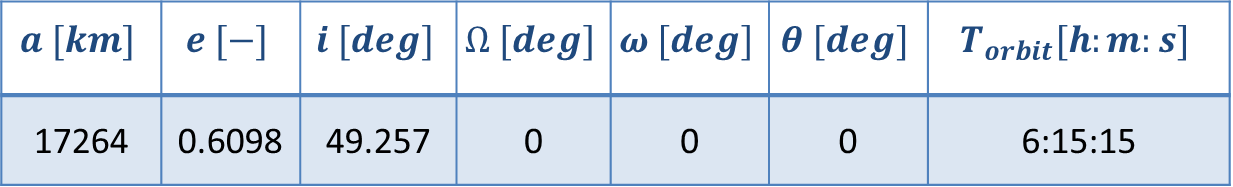 a [km] e [−] i [deg] Ω [deg] ω [deg] θ [deg] T_orbit[h:m:s]
17264 0.6098 49.257 0 0 0 6:15:15